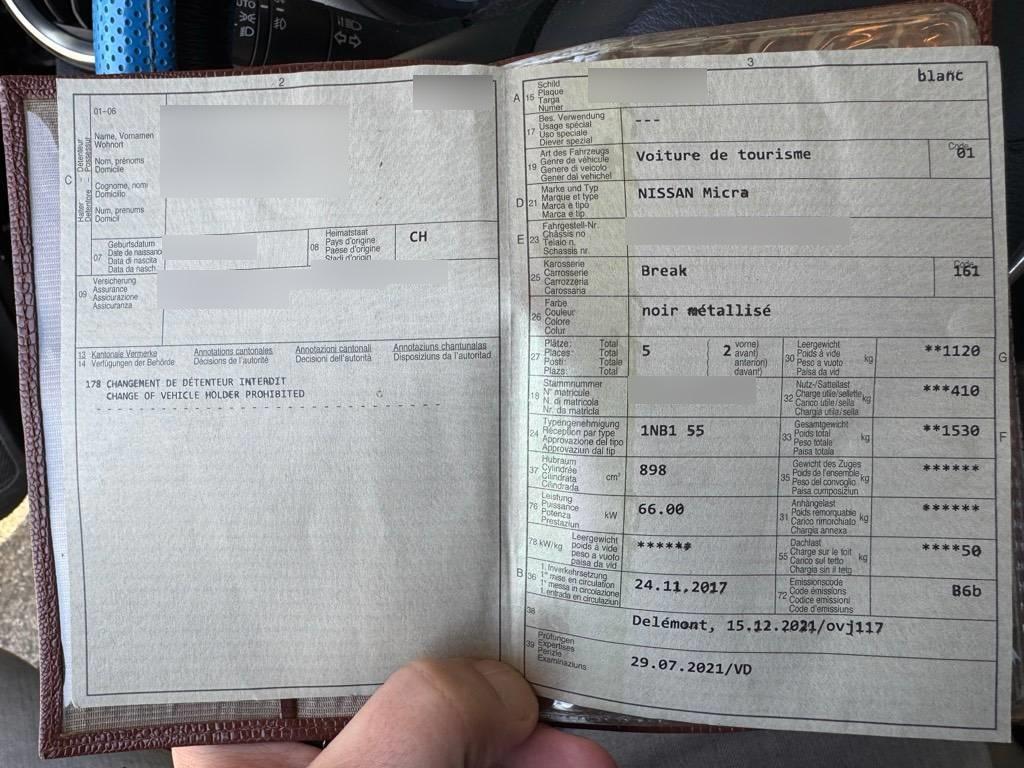 AUTO
2
01-06
C
Détenteur Possessur
Halter Detentore
Name, Vornamen
Wohnort
Nom, prénoms
Domicile
Cognome, nomi
Domicilio
Num, prenums
Domicil
07
Geburtsdatum
Date de naissance
Data di nascita
Data da nasch.
08
Heimatstaat
Pays d'origine
Paese d'origine
Stadi d'origin
CH
09
Versicherung
Assurance
Assicurazione
Assicuranza
13 Kantonale Vermerke Annotations cantonales Annotazioni cantonali Annotaziuns chantunalas
14 Verfügungen der Behörde Décisions de l'autorité Decisioni dell'autorità Disposiziuns da l'autoritad
178 CHANGEMENT DE DÉTENTEUR INTERDIT
CHANGE OF VEHICLE HOLDER PROHIBITED
- - - - - - - - - - - - - - - - - - - - - - - - - - - - - -
3
A
15
Schild
Plaque
Targa
Numer
blanc
17
Bes. Verwendung
Usage spécial
Uso speciale
Diever spezial
---
19
Art des Fahrzeugs
Genre de véhicule
Genere di veicolo
Gener dal vehichel
Voiture de tourisme
Code
01
D
21
Marke und Typ
Marque et type
Marca e tipo
Marca e tip
NISSAN Micra
E
23
Fahrgestell-Nr.
Châssis no
Telaio n.
Schassis nr.
25
Karosserie
Carrosserie
Carrozzeria
Carossaria
Break
Code
161
26
Farbe
Couleur
Colore
Colur
noir métallisé
27
Plätze: Total
Places: Total
Posti: Totale
Plazs: Total
5
2
vorne)
avant)
anteriori)
davant)
30
Leergewicht
Poids à vide
Peso a vuoto
Paisa da vid
kg
**1120
G
18
Stammnummer
N° matricule
N. di matricola
Nr. da matricla
32
Nutz-/Sattellast
Charge utile/sellette
Carico utile/sella
Chargia utila/sella
kg
***410
24
Typengenehmigung
Réception par type
Approvazione del tipo
Approvaziun dal tip
1NB1 55
33
Gesamtgewicht
Poids total
Peso totale
Paisa totala
kg
**1530
F
37
Hubraum
Cylindrée
Cilindrata
Cilindrada
cm³
898
35
Gewicht des Zuges
Poids de l'ensemble
Peso del convoglio
Paisa cumposiziun
kg
******
76
Leistung
Puissance
Potenza
Prestaziun
kW
66.00
31
Anhängelast
Poids remorquable
Carico rimorchiato
Chargia annexa
kg
******
78 kW/kg
Leergewicht
poids à vide
peso a vuoto
paisa da vid
******
55
Dachlast
Charge sur le toit
Carico sul tetto
Chargia sin il tetg
kg
****50
B
36
1. Inverkehrsetzung
1re mise en circulation
1a messa in circolazione
1. entrada en circulaziun
24.11.2017
72
Emissionscode
Code émissions
Codice emissioni
Code d'emissiuns
B6b
38
Delémont, 15.12.2021/ovj117
39
Prüfungen
Expertises
Perizie
Examinaziuns
29.07.2021/VD